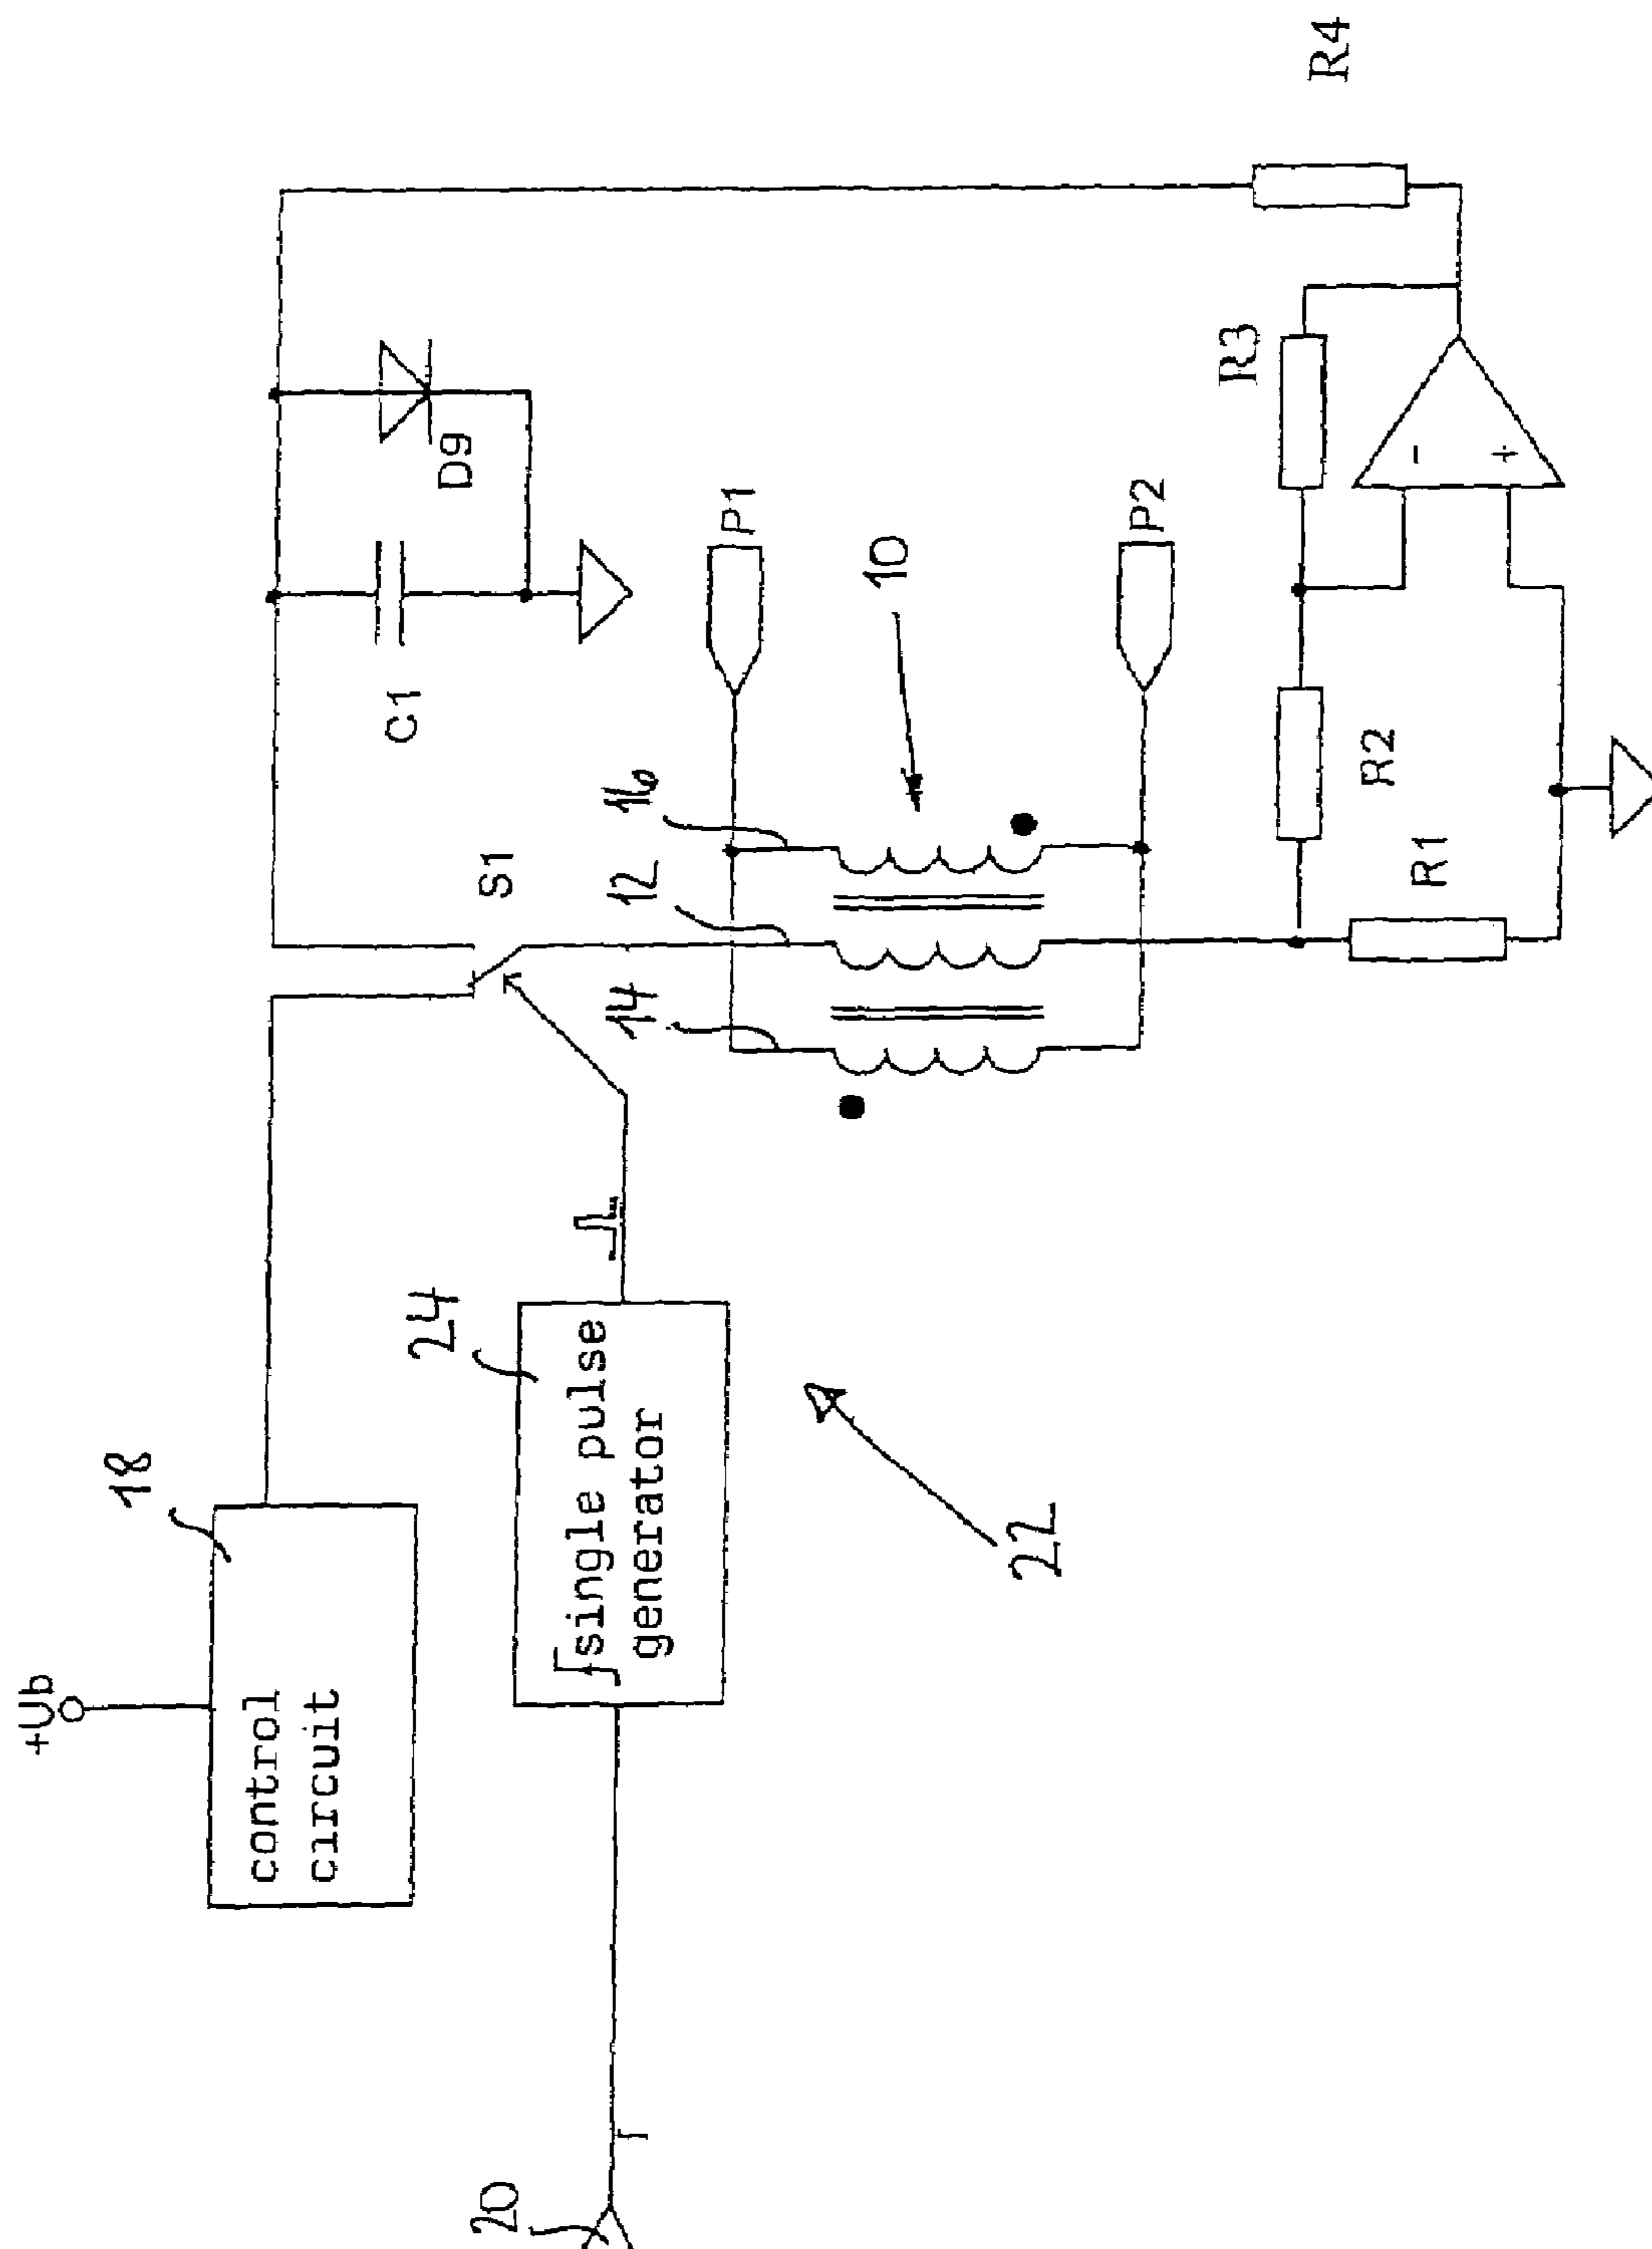 +Ub
18
control
circuit
24
C1
D9
20
S1
single pulse
generator
14
12
16
P1
10
22
P2
R3
R4
R2
R1
-
+